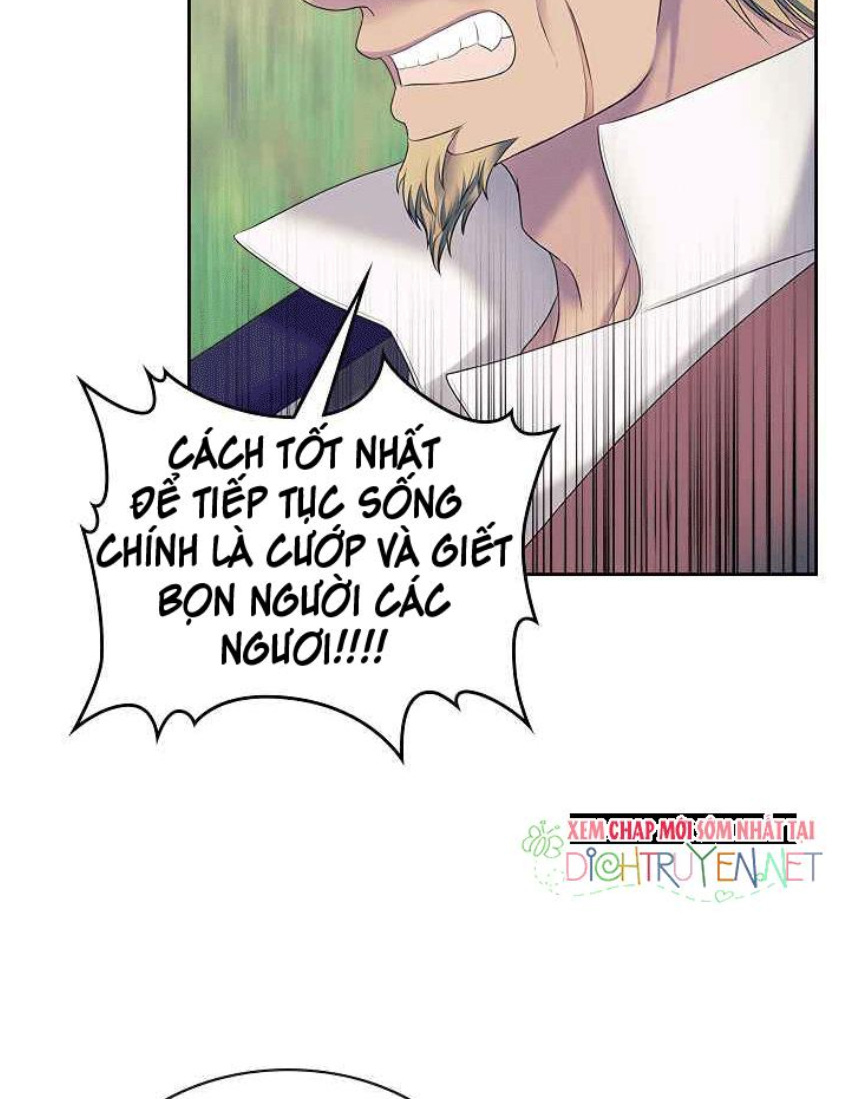 CÁCH TỐT NHẤT
ĐỂ TIẾP TỤC SỐNG
CHÍNH LÀ CƯỚP VÀ GIẾT
BỌN NGƯỜI CÁC
NGƯƠI!!!!
XEM CHAP MỚI SỚM NHẤT TẠI
DICHTRUYEN.NET